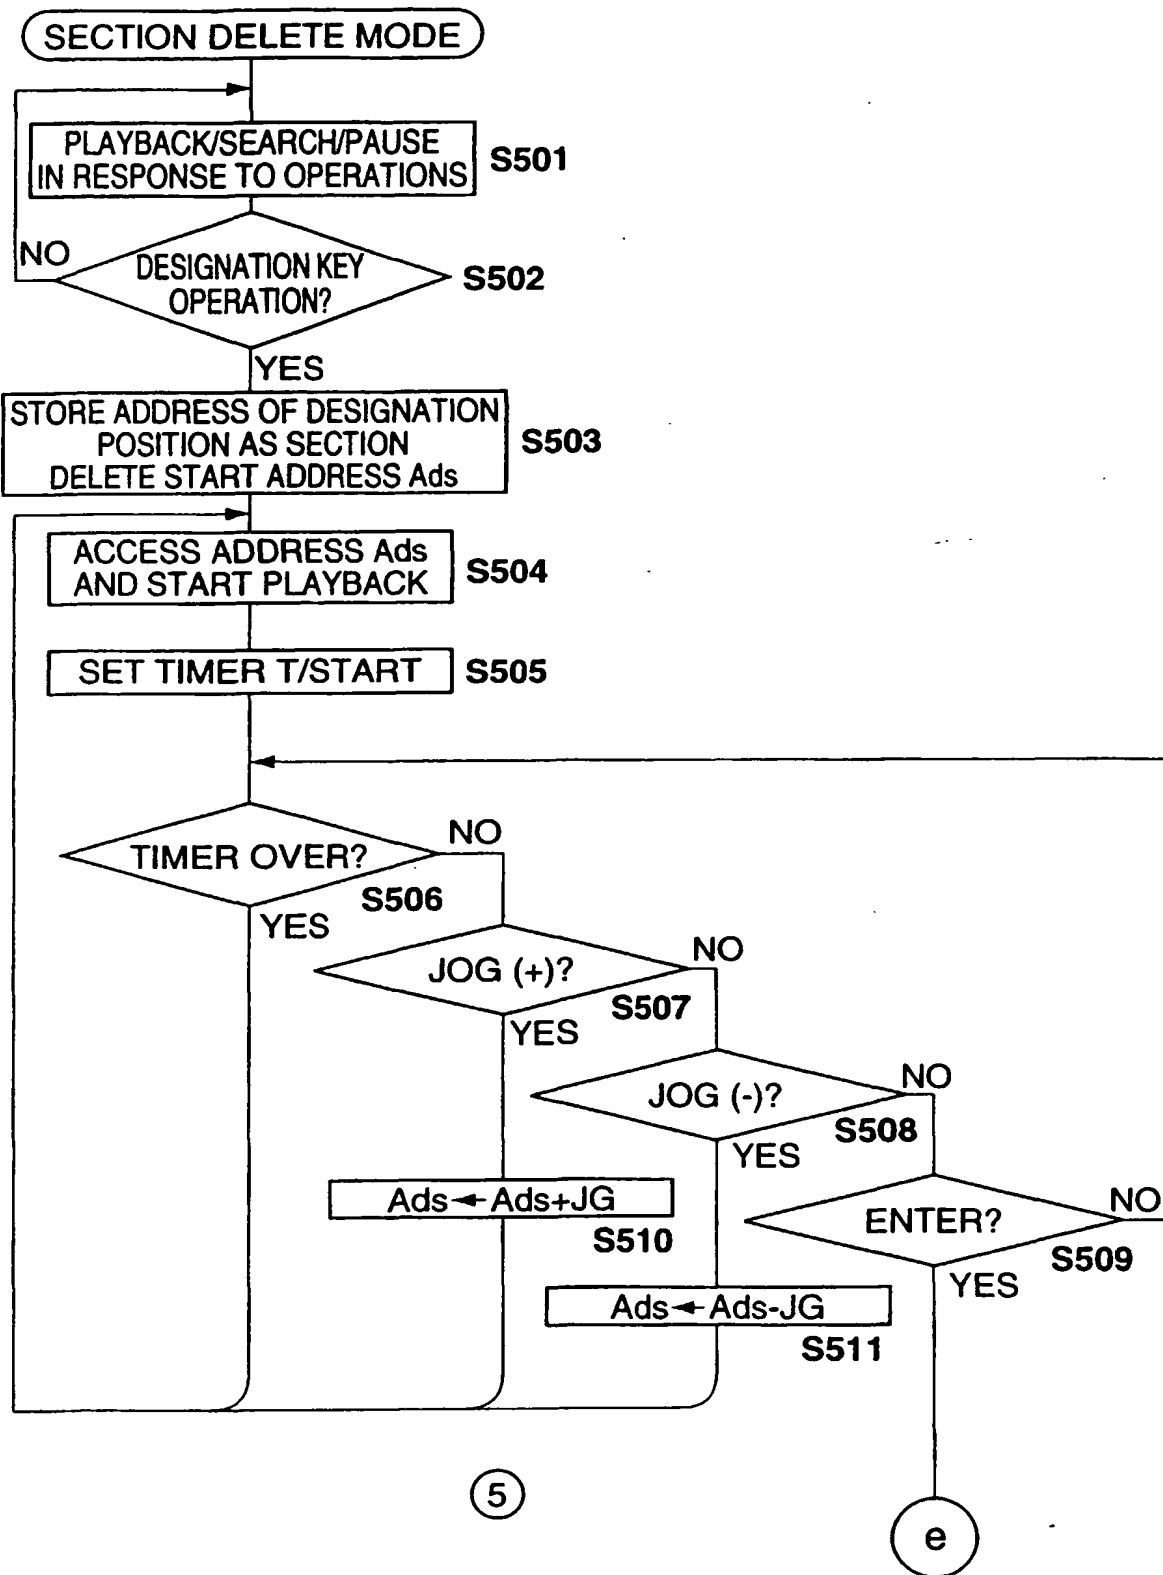 SECTION DELETE MODE
PLAYBACK/SEARCH/PAUSE
IN RESPONSE TO OPERATIONS
S501
NO
DESIGNATION KEY
OPERATION?
S502
YES
STORE ADDRESS OF DESIGNATION
POSITION AS SECTION
DELETE START ADDRESS Ads
S503
ACCESS ADDRESS Ads
AND START PLAYBACK
S504
SET TIMER T/START
S505
TIMER OVER?
NO
S506
YES
JOG (+)?
NO
S507
YES
JOG (-)?
NO
S508
YES
Ads←Ads+JG
S510
ENTER?
NO
S509
YES
Ads←Ads-JG
S511
5
e